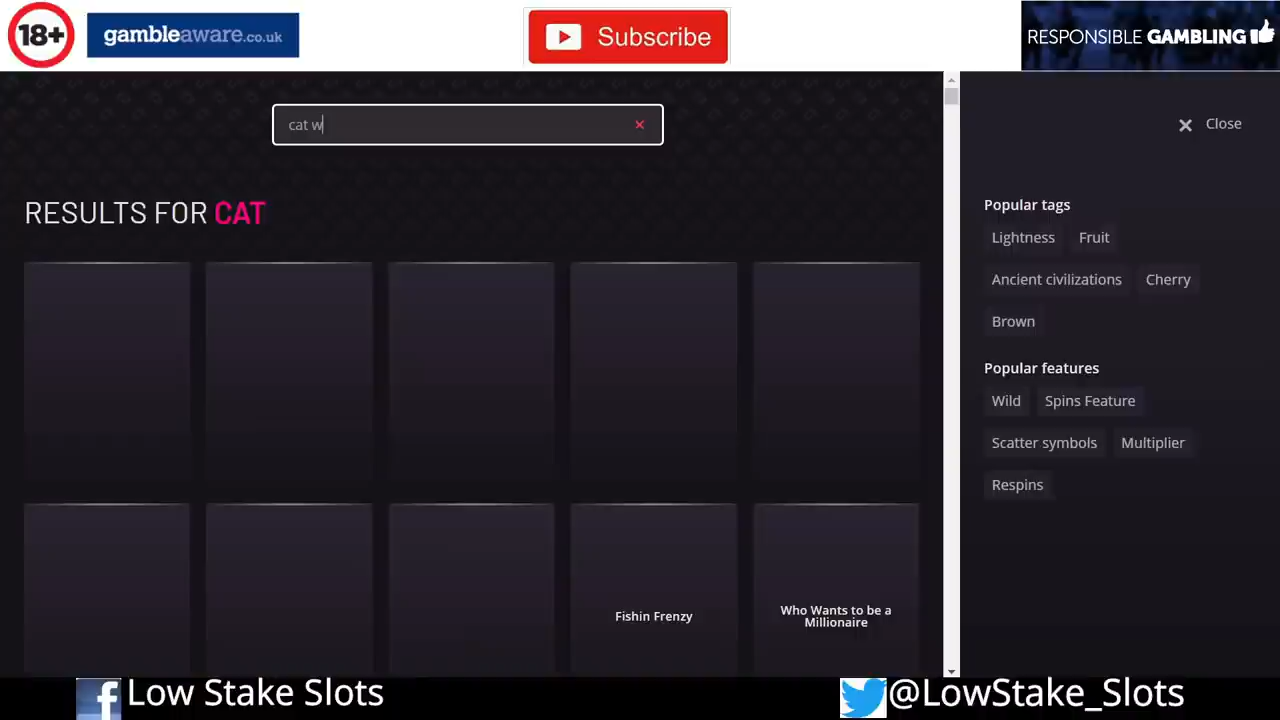 18+
gambleaware.co.uk
Subscribe
RESPONSIBLE GAMBLING
cat w
Close
RESULTS FOR CAT
Popular tags
Lightness Fruit
Ancient civilizations Cherry
Brown
Popular features
Wild Spins Feature
Scatter symbols Multiplier
Respins
Fishin Frenzy
Who Wants to be a
Millionaire
Low Stake Slots
@LowStake_Slots